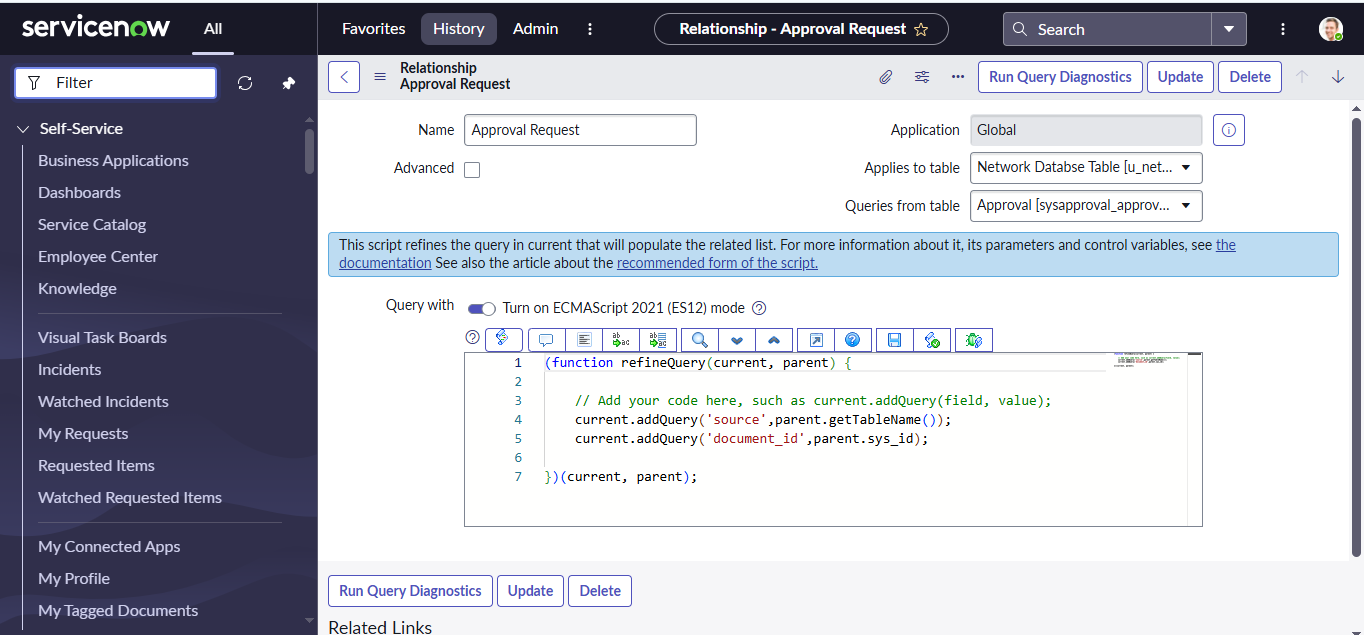 servicenow
All
Favorites
History
Admin
Relationship - Approval Request
Search
Filter
Self-Service
Business Applications
Dashboards
Service Catalog
Employee Center
Knowledge
Visual Task Boards
Incidents
Watched Incidents
My Requests
Requested Items
Watched Requested Items
My Connected Apps
My Profile
My Tagged Documents
Relationship
Approval Request
Run Query Diagnostics
Update
Delete
Name
Approval Request
Application
Global
Advanced
Applies to table
Network Databse Table [u_net...
Queries from table
Approval [sysapproval_approv...
This script refines the query in current that will populate the related list. For more information about it, its parameters and control variables, see the
documentation See also the article about the recommended form of the script.
Query with
Turn on ECMAScript 2021 (ES12) mode
1 (function refineQuery(current, parent) {
2
3 // Add your code here, such as current.addQuery(field, value);
4 current.addQuery('source',parent.getTableName());
5 current.addQuery('document_id',parent.sys_id);
6
7 })(current, parent);
Run Query Diagnostics
Update
Delete
Related Links